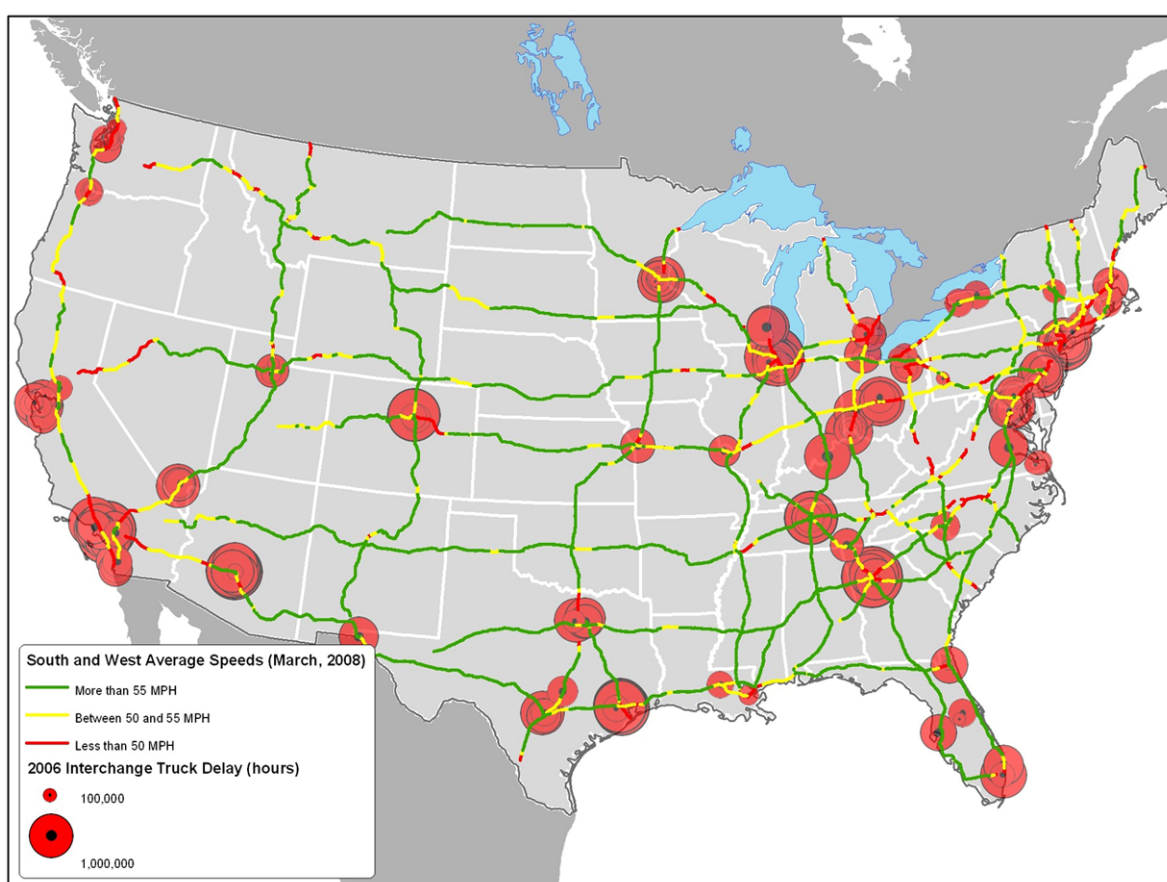 South and West Average Speeds (March, 2008)
More than 55 MPH
Between 50 and 55 MPH
Less than 50 MPH
2006 Interchange Truck Delay (hours)
100,000
1,000,000